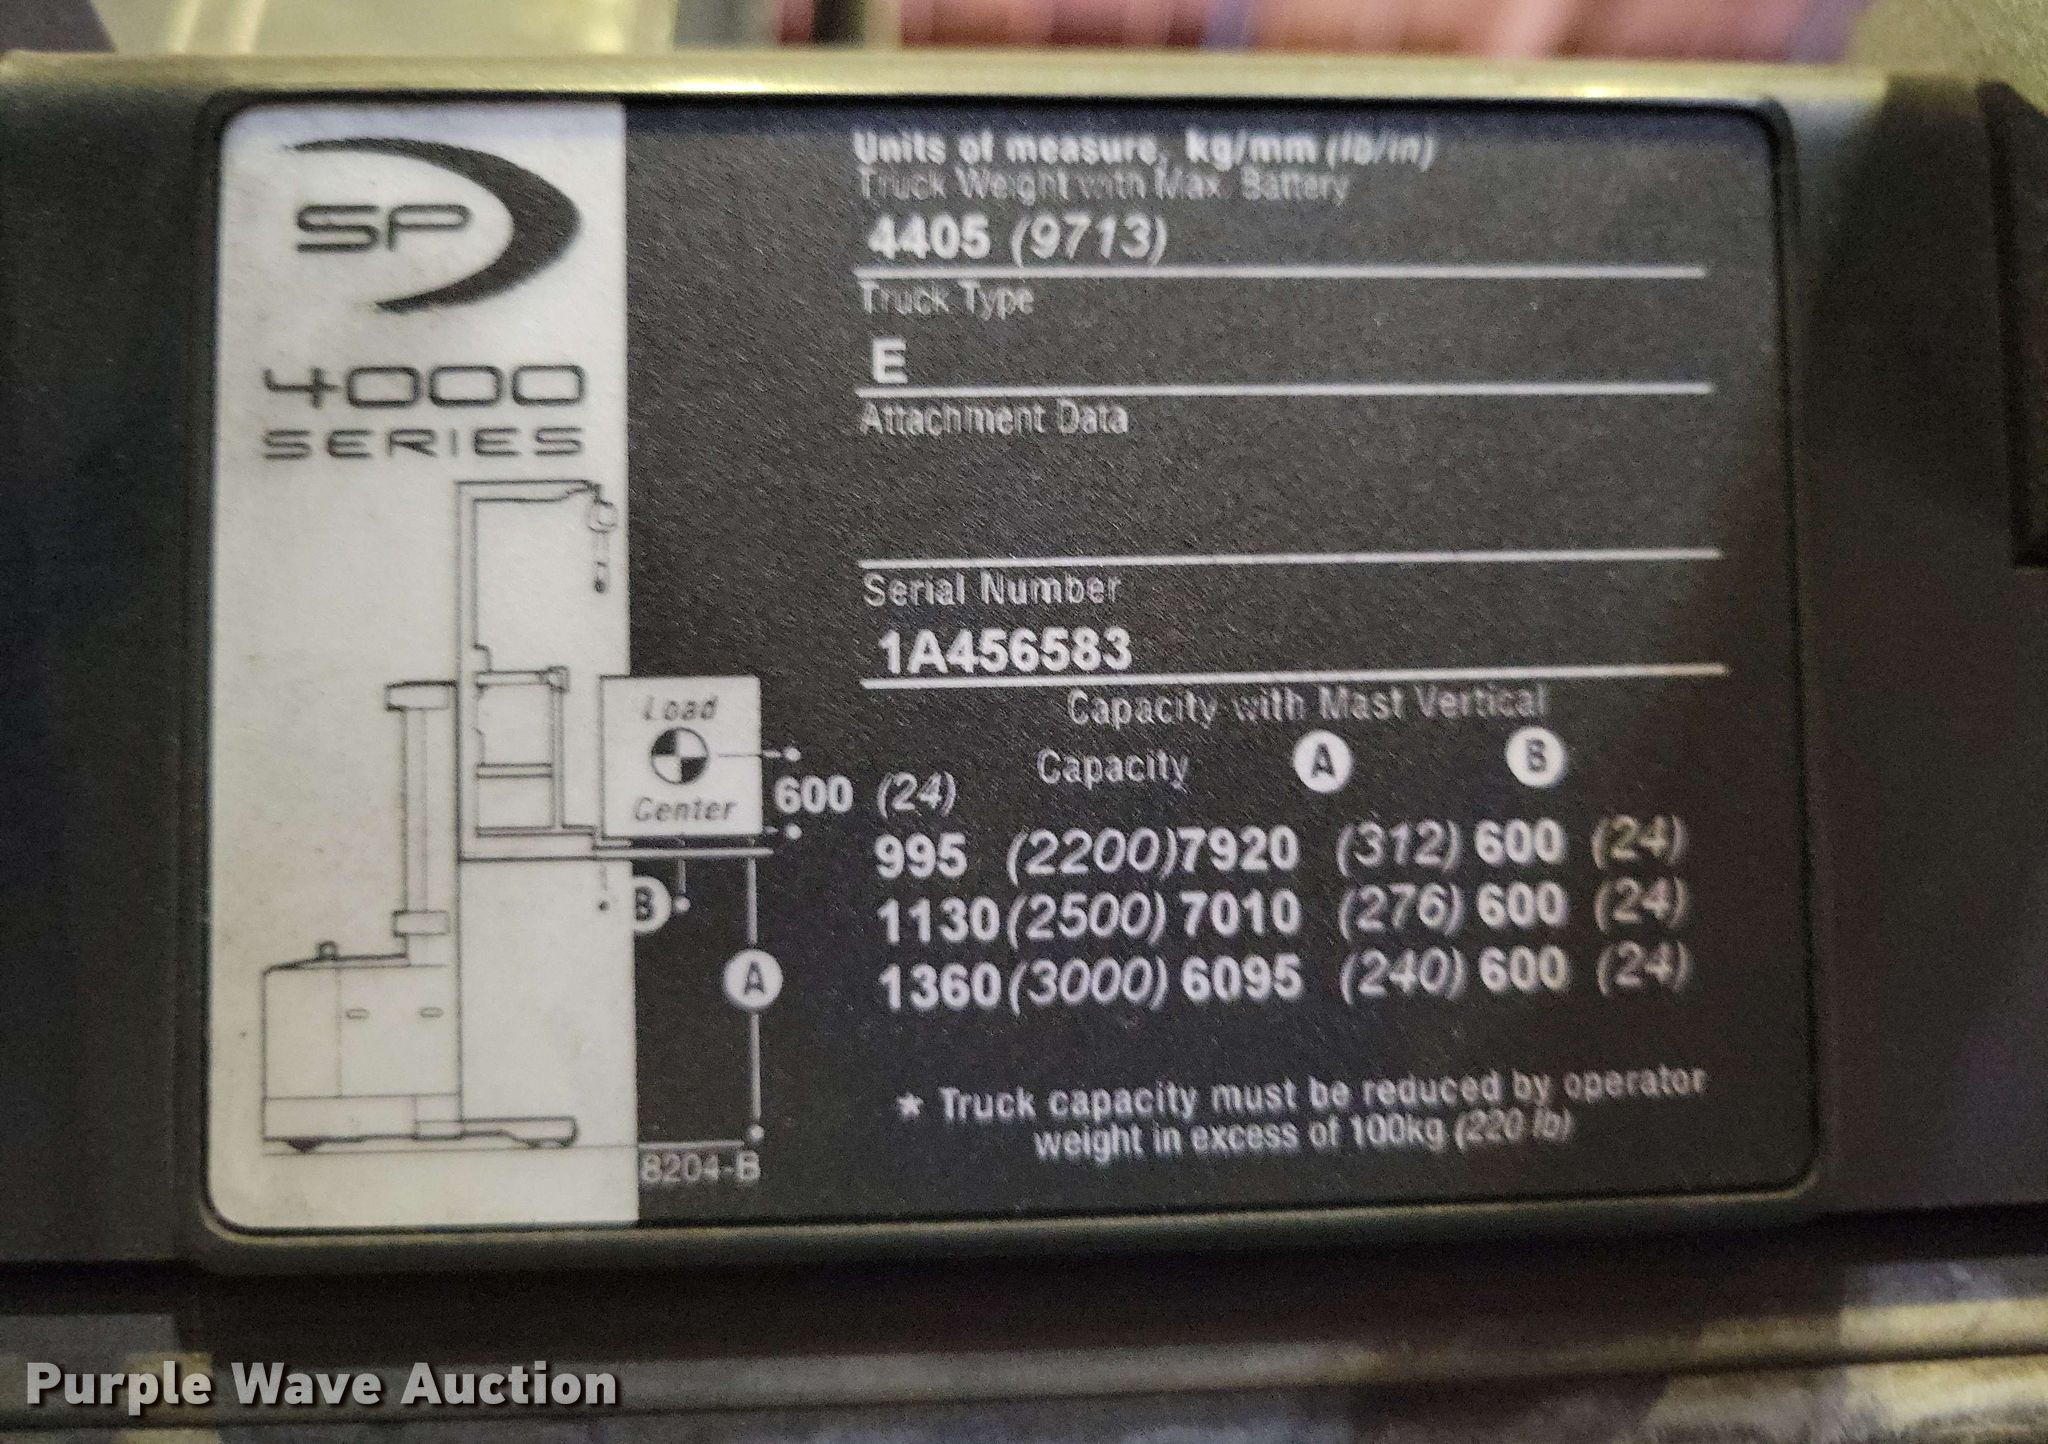 SP
4000
SERIES
Units of measure, kg/mm (lb/in)
Truck Weight with Max. Battery
4405 (9713)
Truck Type
E
Attachment Data
Serial Number
1A456583
Capacity with Mast Vertical
Capacity A B
Load
Center
600 (24)
995 (2200) 7920 (312) 600 (24)
1130 (2500) 7010 (276) 600 (24)
1360 (3000) 6095 (240) 600 (24)
B
A
* Truck capacity must be reduced by operator
weight in excess of 100kg (220 lb)
8204-B
Purple Wave Auction